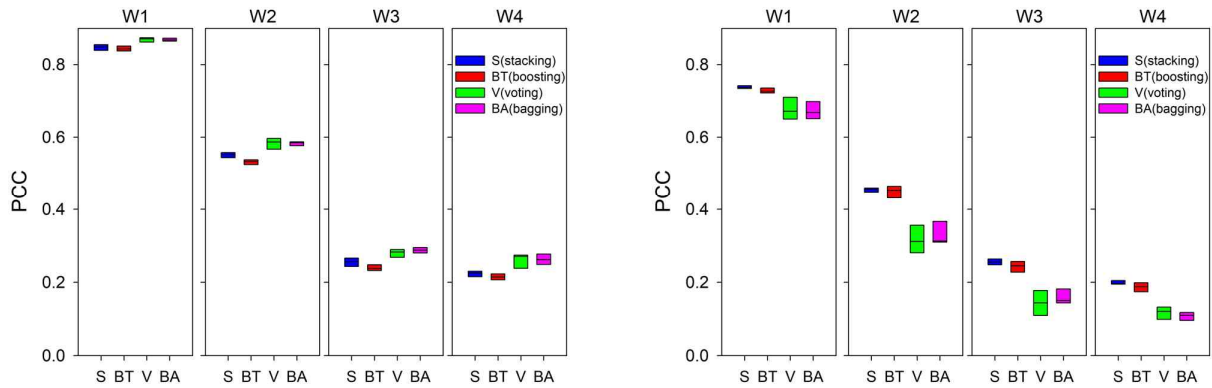 W1 W2 W3 W4
PCC
0.8
0.6
0.4
0.2
0.0
S(stacking)
BT(boosting)
V(voting)
BA(bagging)
S BT V BA S BT V BA S BT V BA S BT V BA
W1 W2 W3 W4
PCC
0.8
0.6
0.4
0.2
0.0
S(stacking)
BT(boosting)
V(voting)
BA(bagging)
S BT V BA S BT V BA S BT V BA S BT V BA